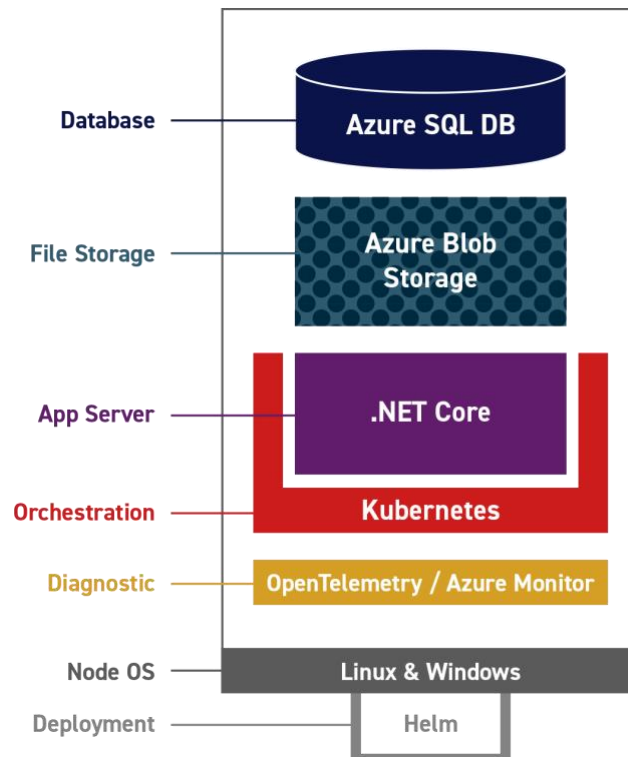 Database
Azure SQL DB
File Storage
Azure Blob
Storage
App Server
.NET Core
Orchestration
Kubernetes
Diagnostic
OpenTelemetry / Azure Monitor
Node OS
Linux & Windows
Deployment
Helm